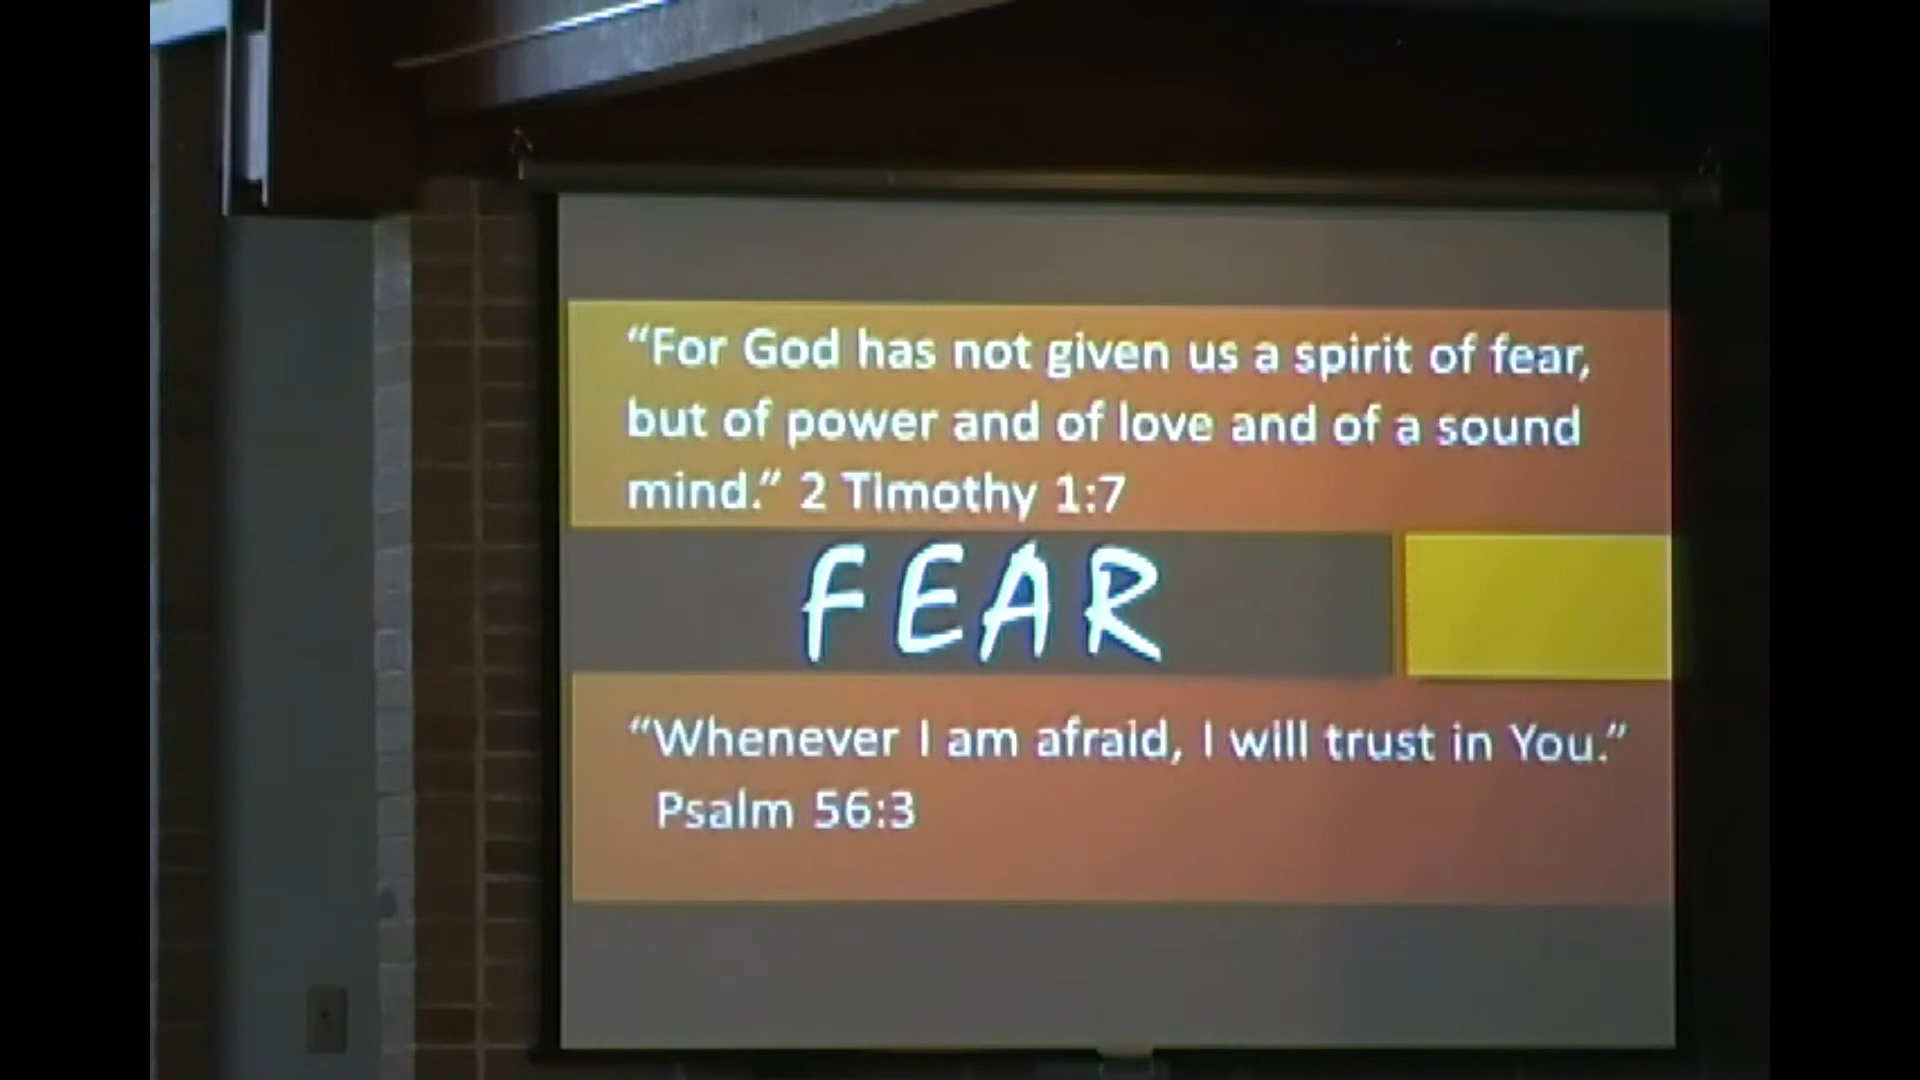 “For God has not given us a spirit of fear,
but of power and of love and of a sound
mind.” 2 Timothy 1:7
FEAR
“Whenever I am afraid, I will trust in You.”
Psalm 56:3